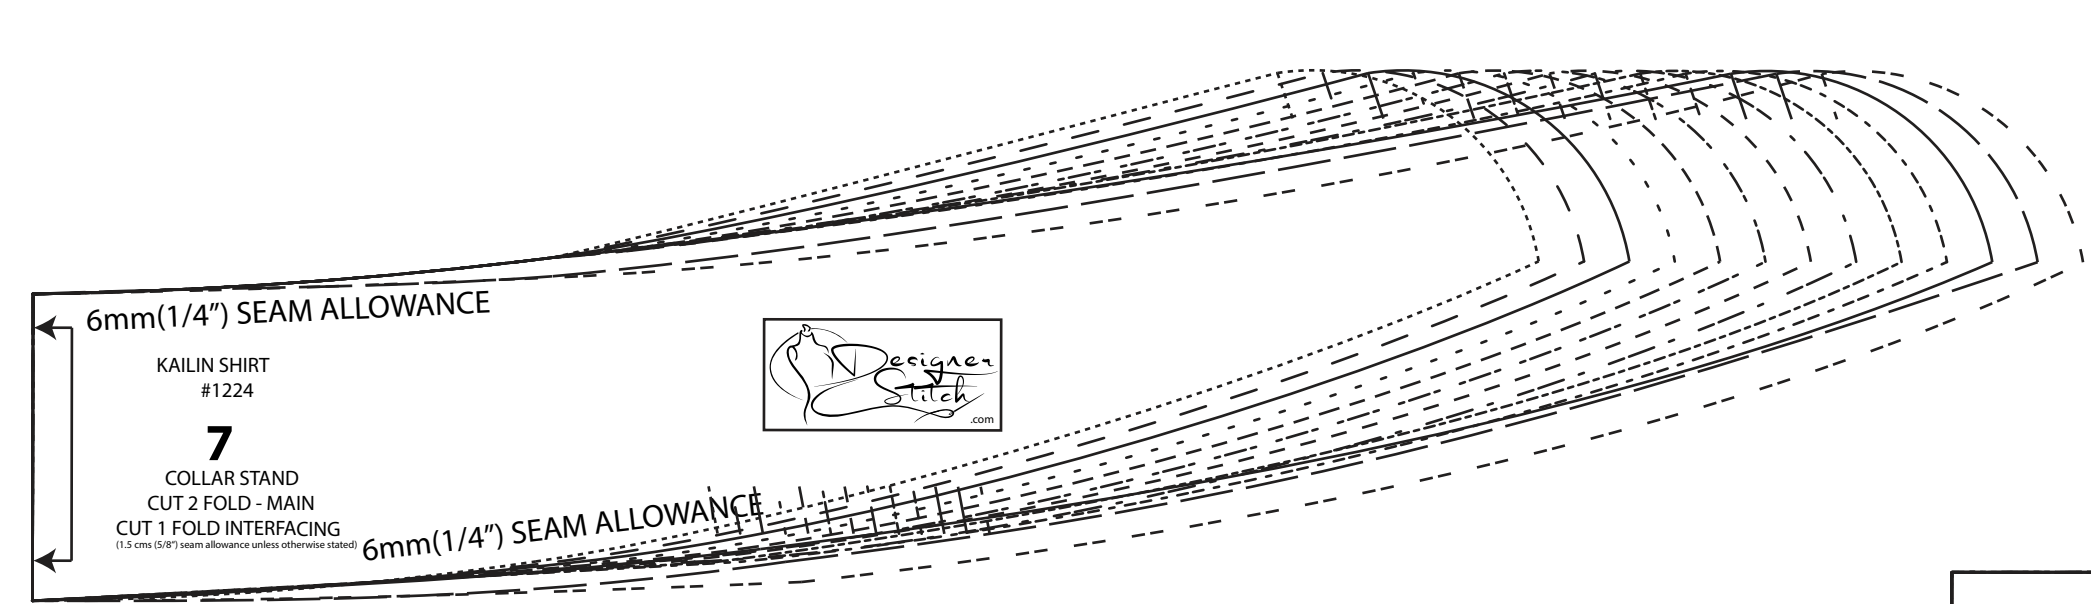 6mm(1/4”) SEAM ALLOWANCE
KAILIN SHIRT
#1224
7
COLLAR STAND
CUT 2 FOLD - MAIN
CUT 1 FOLD INTERFACING
(1.5 cms (5/8”) seam allowance unless otherwise stated)
6mm(1/4”) SEAM ALLOWANCE
Designer
Stitch
.com